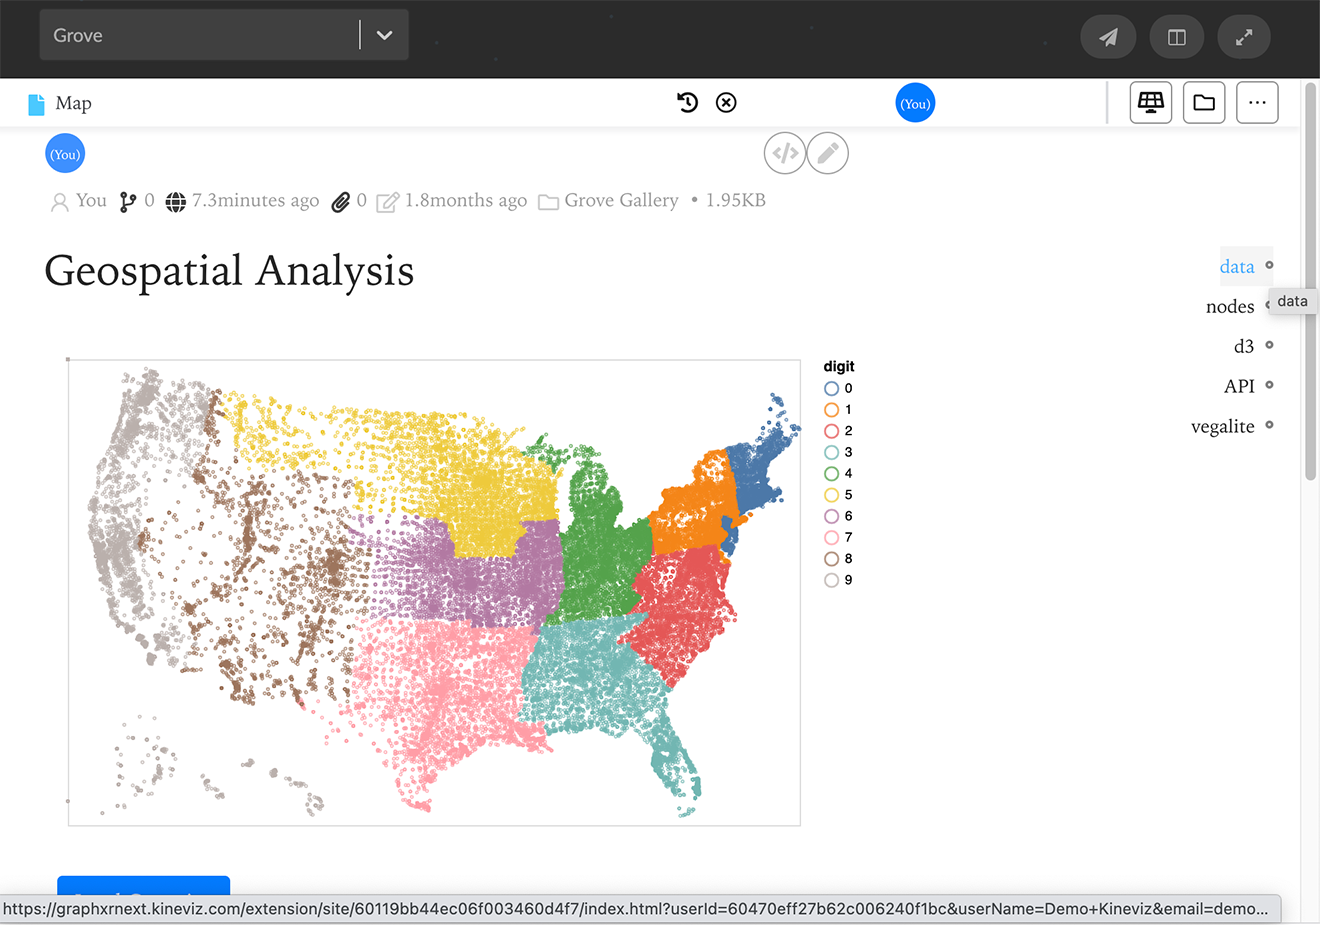 Grove
Map
(You)
(You)
You 0 7.3minutes ago 0 1.8months ago Grove Gallery • 1.95KB
Geospatial Analysis
data
data
nodes
d3
API
vegalite
digit
0
1
2
3
4
5
6
7
8
9
https://graphxrnext.kineviz.com/extension/site/60119bb44ec06f003460d4f7/index.html?userId=60470eff27b62c006240f1bc&userName=Demo+Kineviz&email=demo...